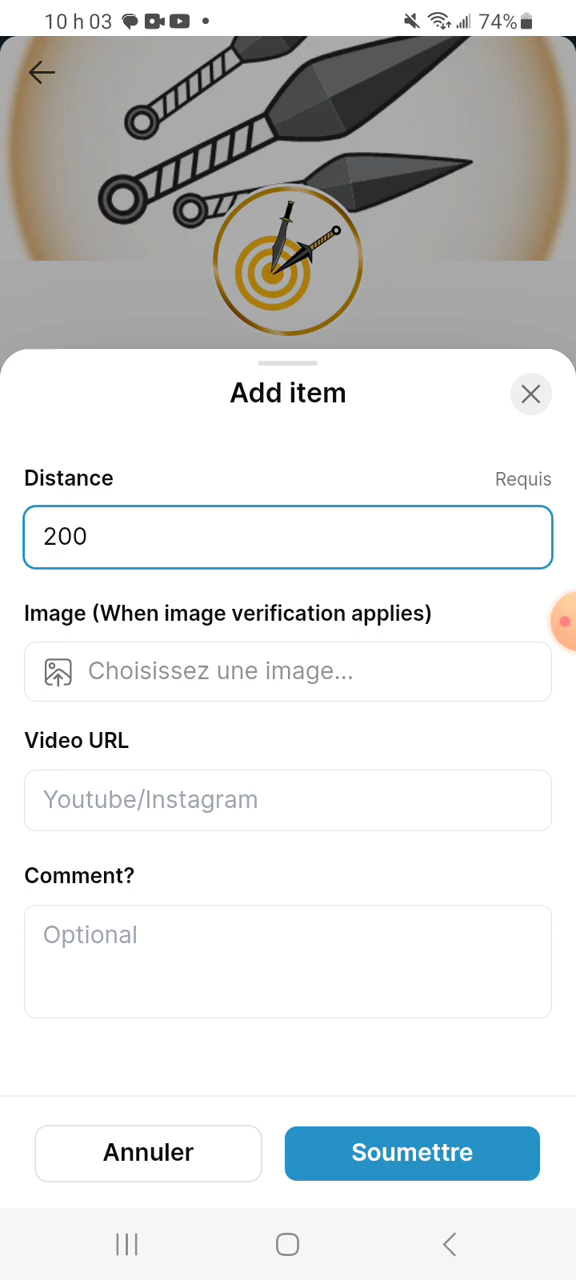 10 h 03
74%
Add item
Distance
Requis
200
Image (When image verification applies)
Choisissez une image...
Video URL
Youtube/Instagram
Comment?
Optional
Annuler
Soumettre